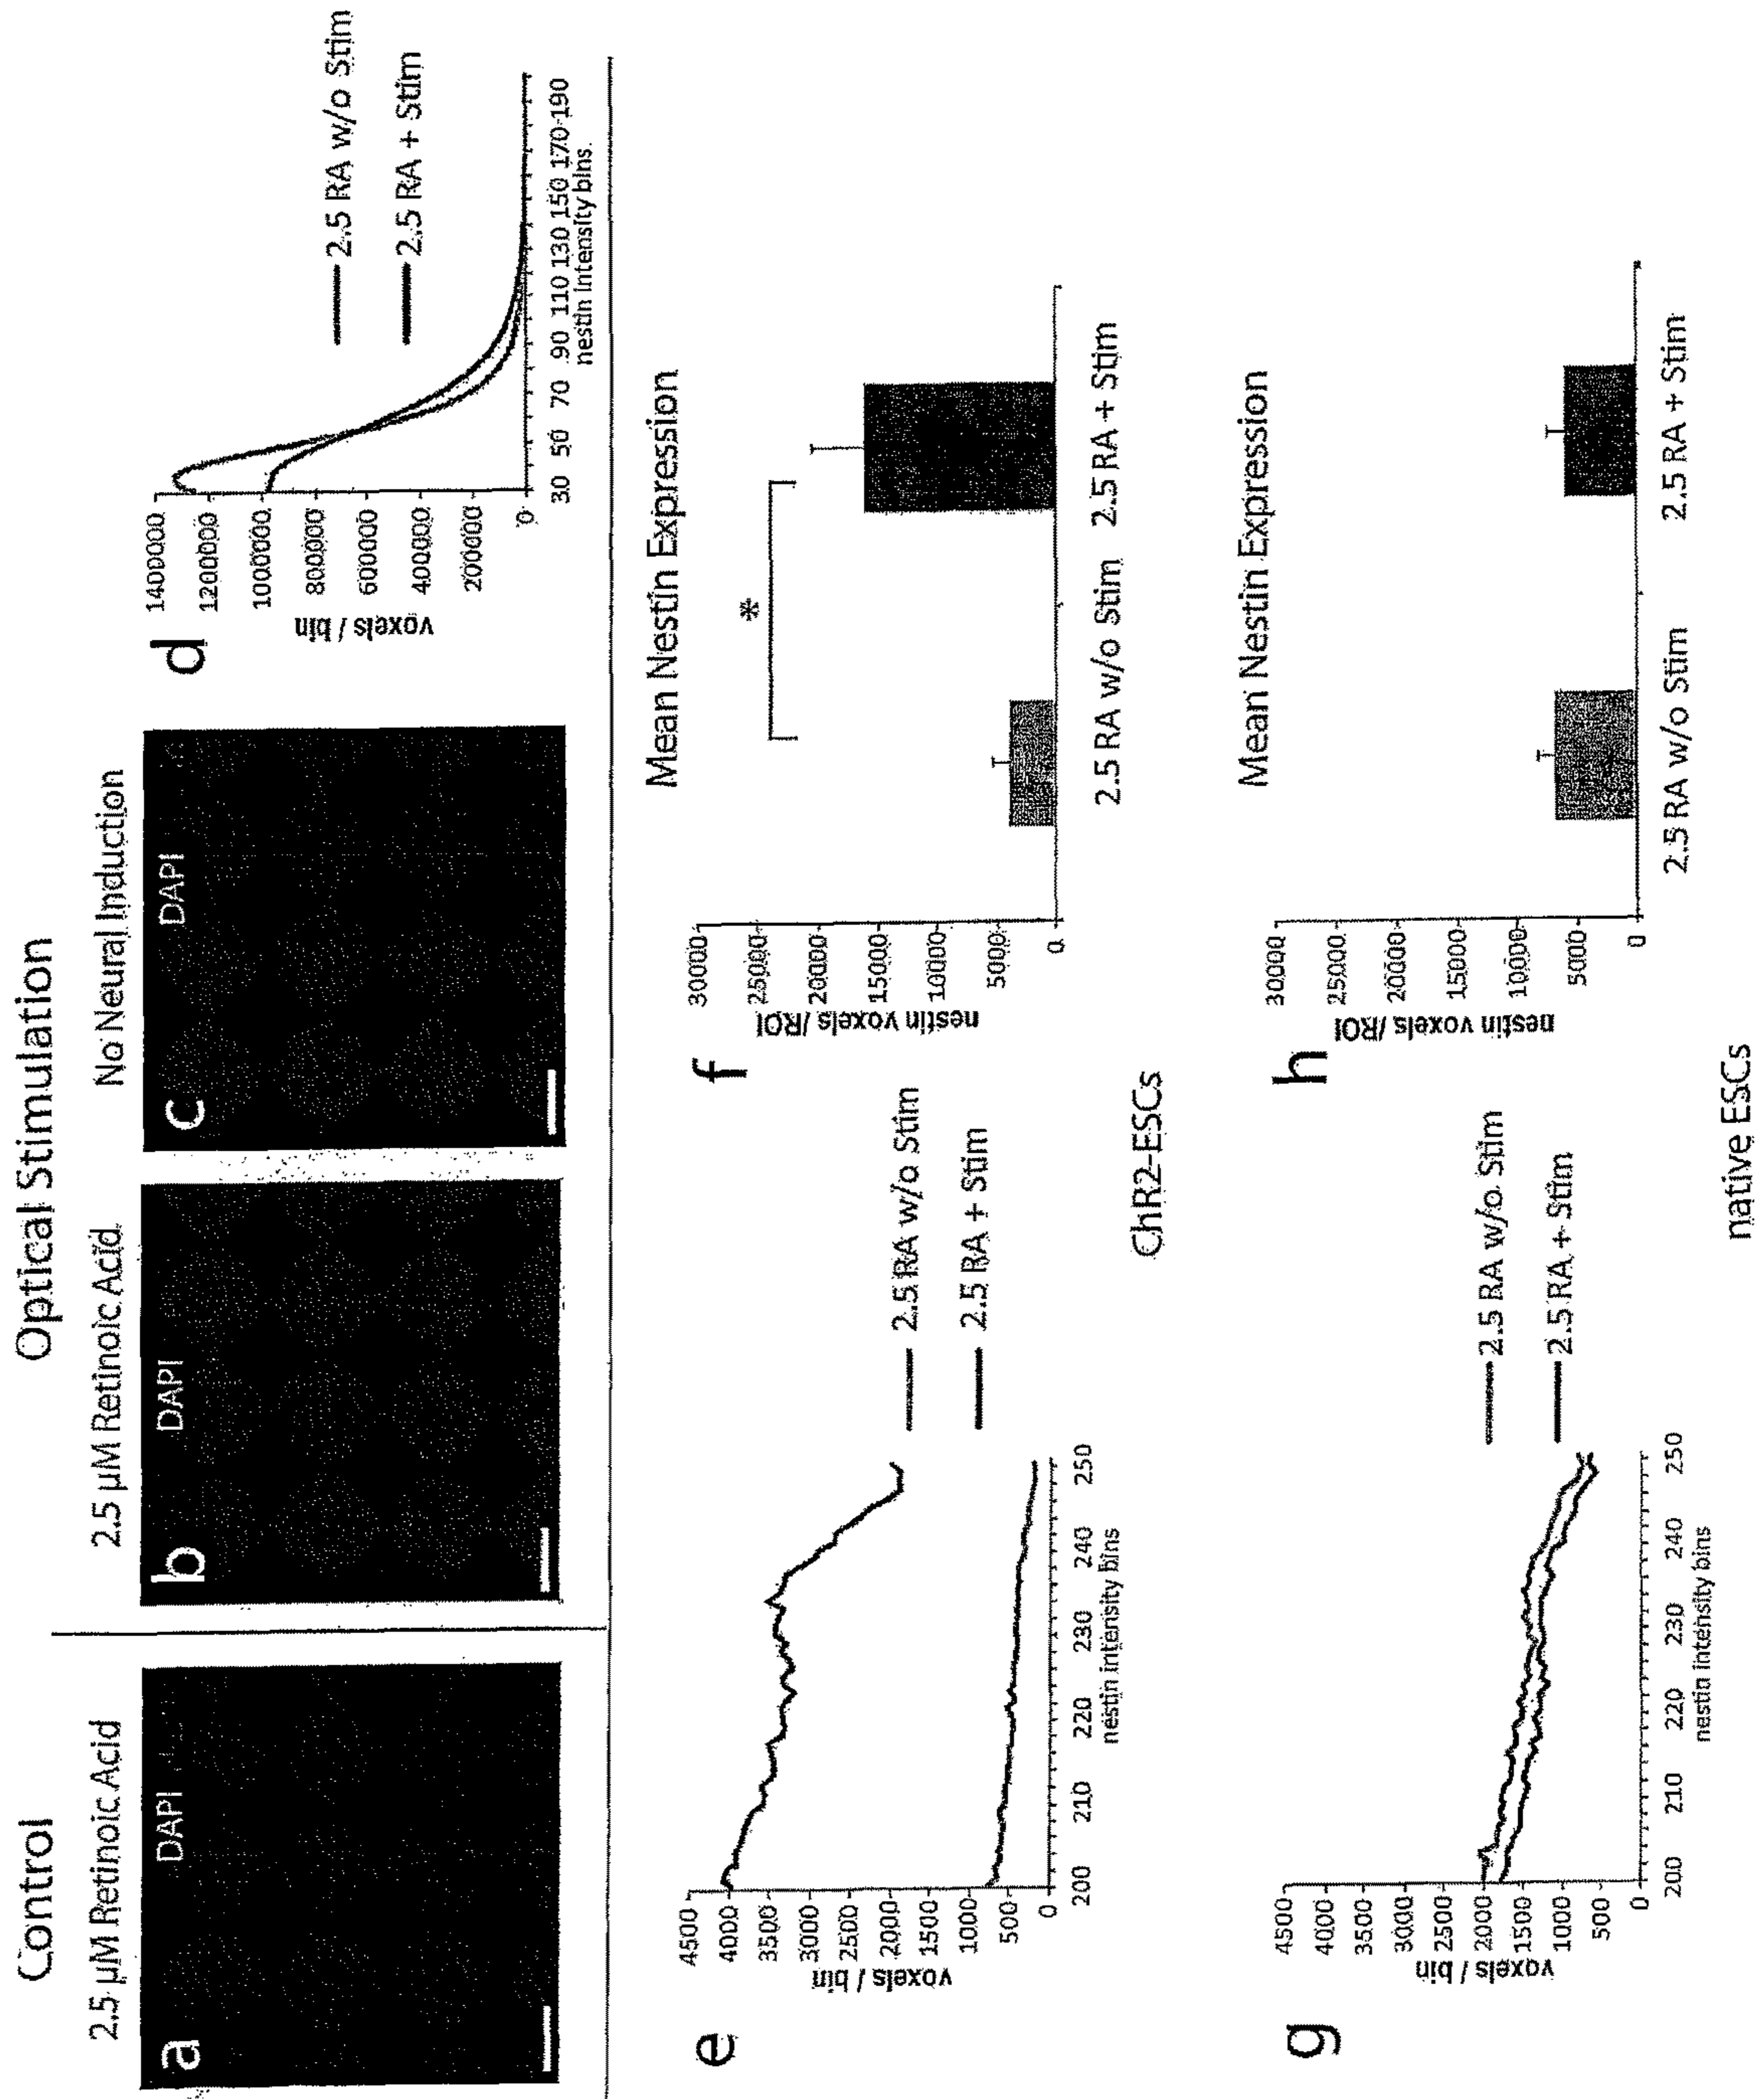 Control
Optical Stimulation
2.5 μM Retinoic Acid
2.5 μM Retinoic Acid
No Neural Induction
a
DAPI
b
DAPI
c
DAPI
d
voxels / bin
1400000
1200000
1000000
800000
600000
400000
200000
0
30 50 70 90 110 130 150 170 190
nestin intensity bins
2.5 RA w/o Stim
2.5 RA + Stim
e
voxels / bin
4500
4000
3500
3000
2500
2000
1500
1000
500
0
200 210 220 230 240 250
nestin intensity bins
2.5 RA w/o Stim
2.5 RA + Stim
f
Mean Nestin Expression
nestin voxels / ROI
30000
25000
20000
15000
10000
5000
0
*
2.5 RA w/o Stim 2.5 RA + Stim
ChR2-ESCs
g
voxels / bin
4500
4000
3500
3000
2500
2000
1500
1000
500
0
200 210 220 230 240 250
nestin intensity bins
2.5 RA w/o Stim
2.5 RA + Stim
h
Mean Nestin Expression
nestin voxels / ROI
30000
25000
20000
15000
10000
5000
0
2.5 RA w/o Stim 2.5 RA + Stim
native ESCs